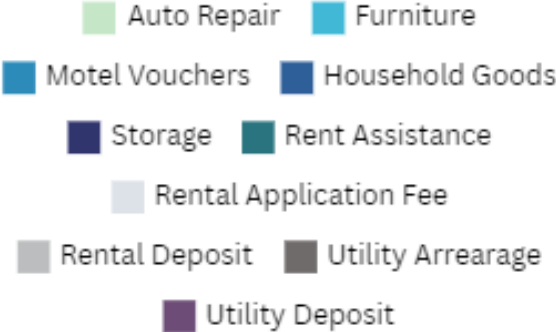 Auto Repair Furniture
Motel Vouchers Household Goods
Storage Rent Assistance
Rental Application Fee
Rental Deposit Utility Arrearage
Utility Deposit